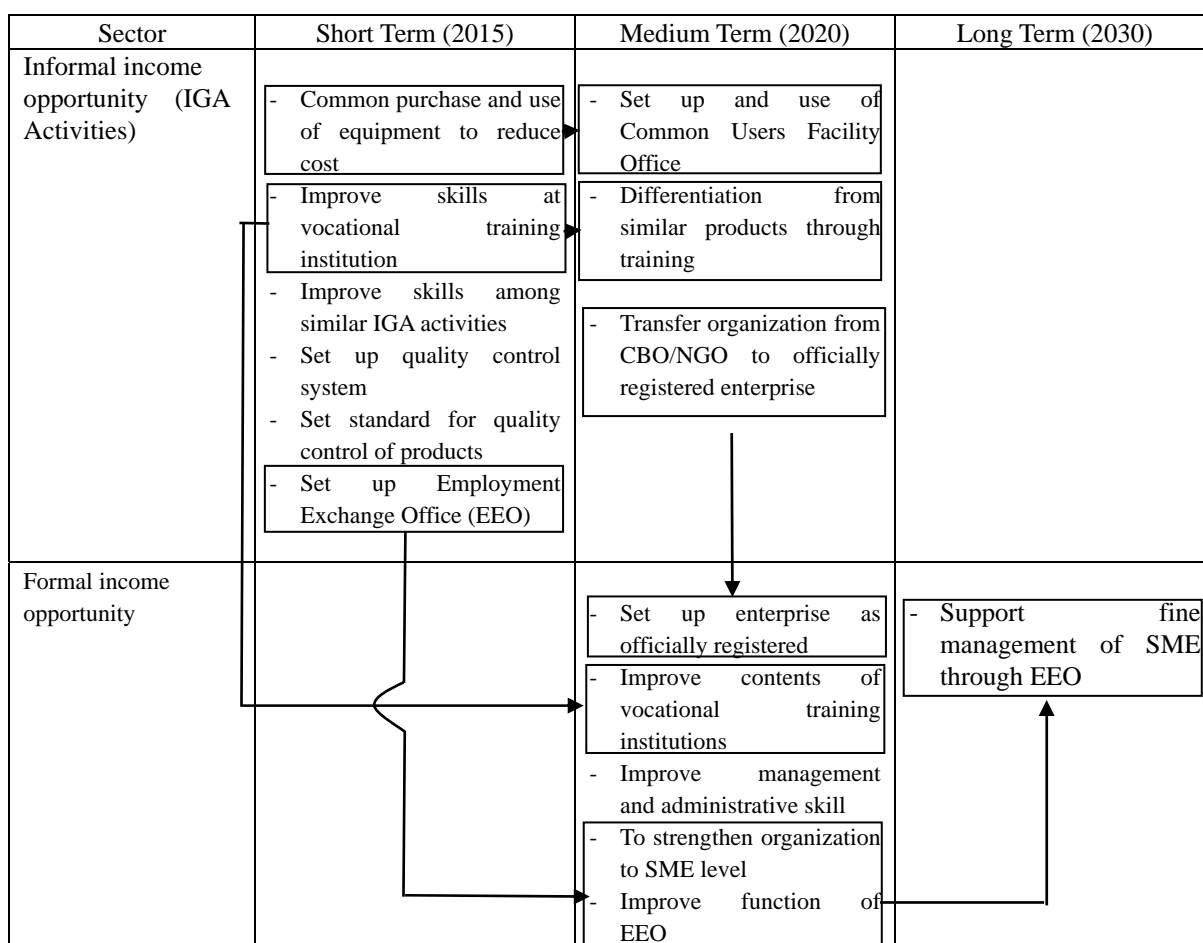 Sector
Short Term (2015)
Medium Term (2020)
Long Term (2030)
Informal income
opportunity (IGA
Activities)
- Common purchase and use
of equipment to reduce
cost
- Improve skills at
vocational training
institution
- Improve skills among
similar IGA activities
- Set up quality control
system
- Set standard for quality
control of products
- Set up Employment
Exchange Office (EEO)
- Set up and use of
Common Users Facility
Office
- Differentiation from
similar products through
training
- Transfer organization from
CBO/NGO to officially
registered enterprise
Formal income
opportunity
- Set up enterprise as
officially registered
- Improve contents of
vocational training
institutions
- Improve management
and administrative skill
- To strengthen organization
to SME level
- Improve function of
EEO
- Support fine
management of SME
through EEO